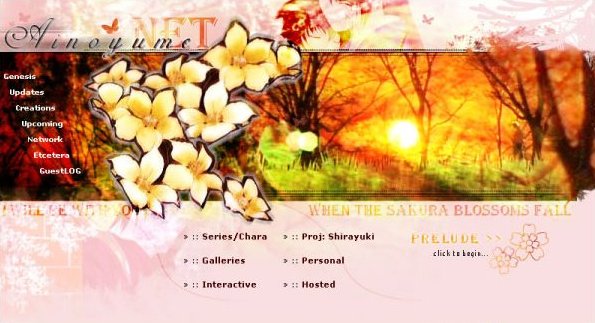 Ainoyume
.NET
Genesis
Updates
Creations
Upcoming
Network
Etcetera
GuestLOG
WHEN THE SAKURA BLOSSOMS FALL
» :: Series/Chara
» :: Proj: Shirayuki
PRELUDE >>
click to begin...
» :: Galleries
» :: Personal
» :: Interactive
» :: Hosted